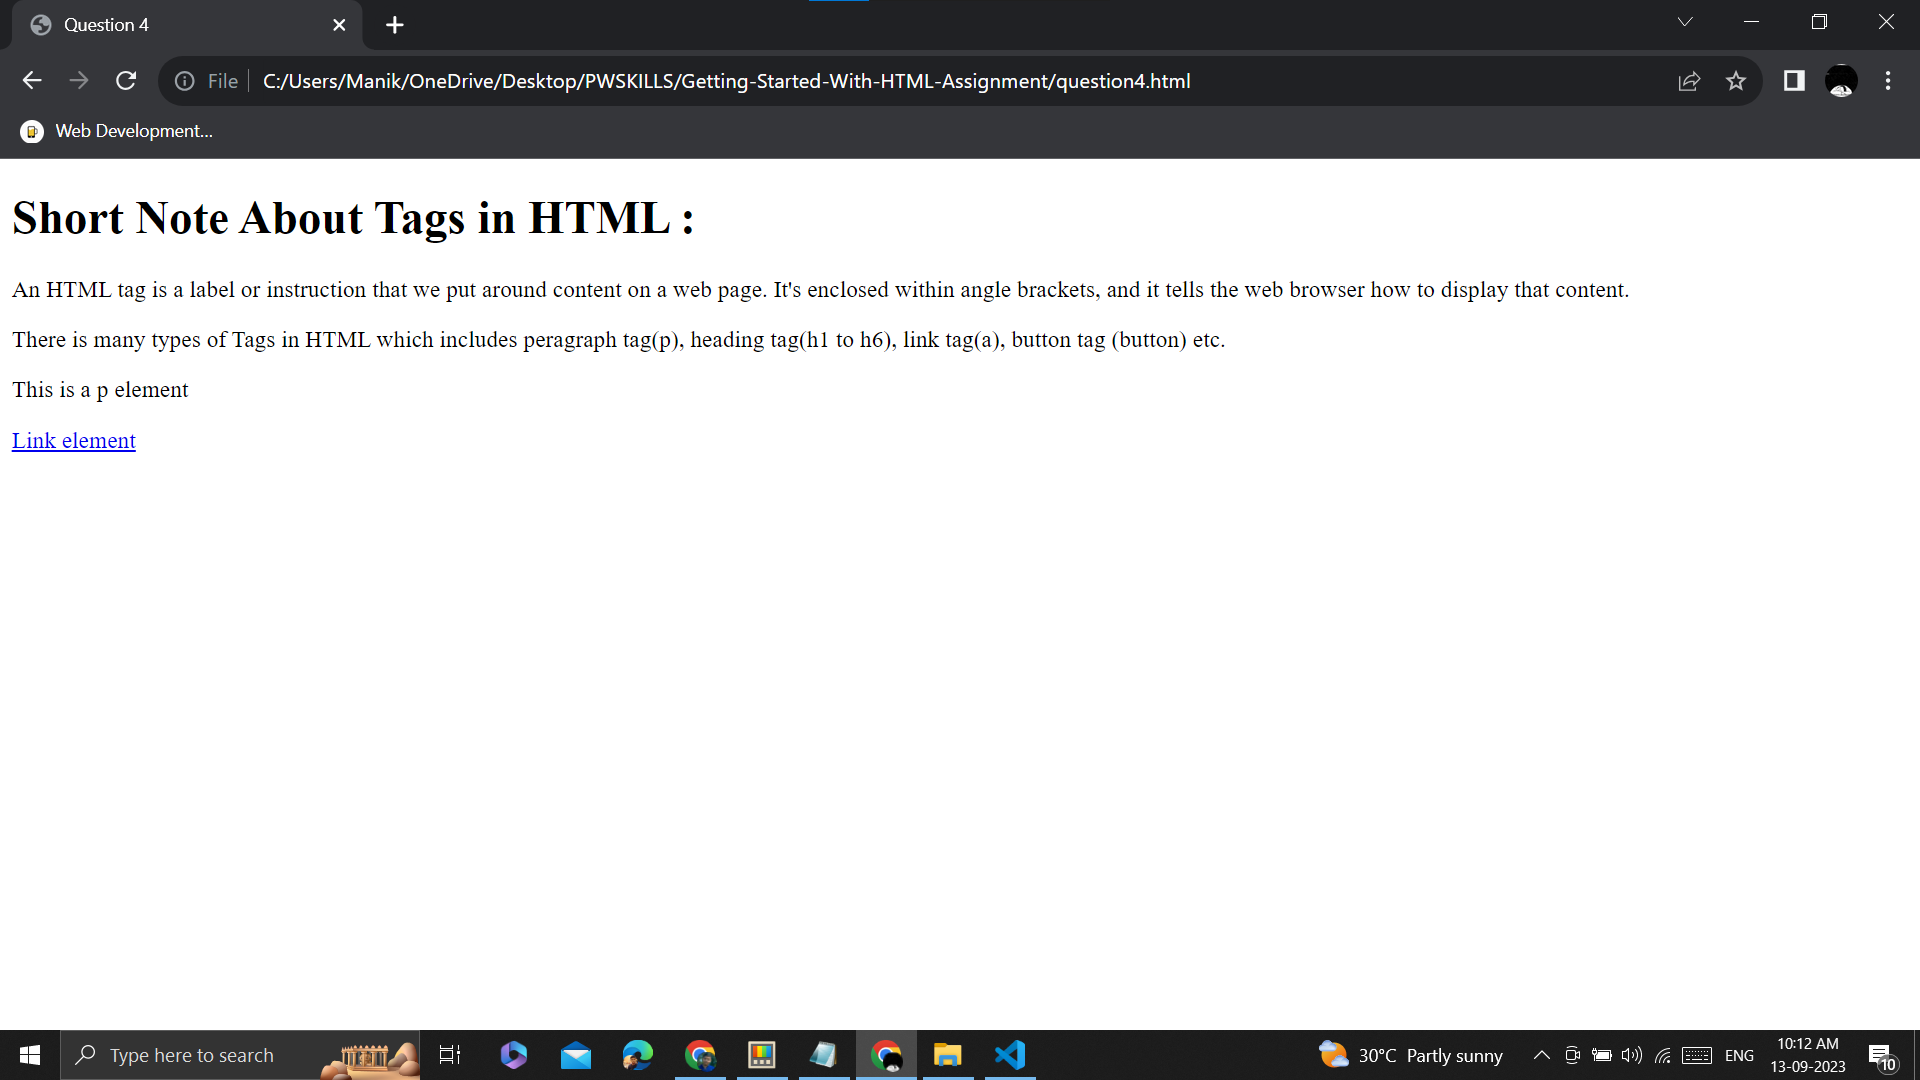 Question 4
File
C:/Users/Manik/OneDrive/Desktop/PWSKILLS/Getting-Started-With-HTML-Assignment/question4.html
Web Development...
Short Note About Tags in HTML :
An HTML tag is a label or instruction that we put around content on a web page. It's enclosed within angle brackets, and it tells the web browser how to display that content.
There is many types of Tags in HTML which includes peragraph tag(p), heading tag(h1 to h6), link tag(a), button tag (button) etc.
This is a p element
Link element
Type here to search
30°C Partly sunny
ENG
10:12 AM
13-09-2023
10